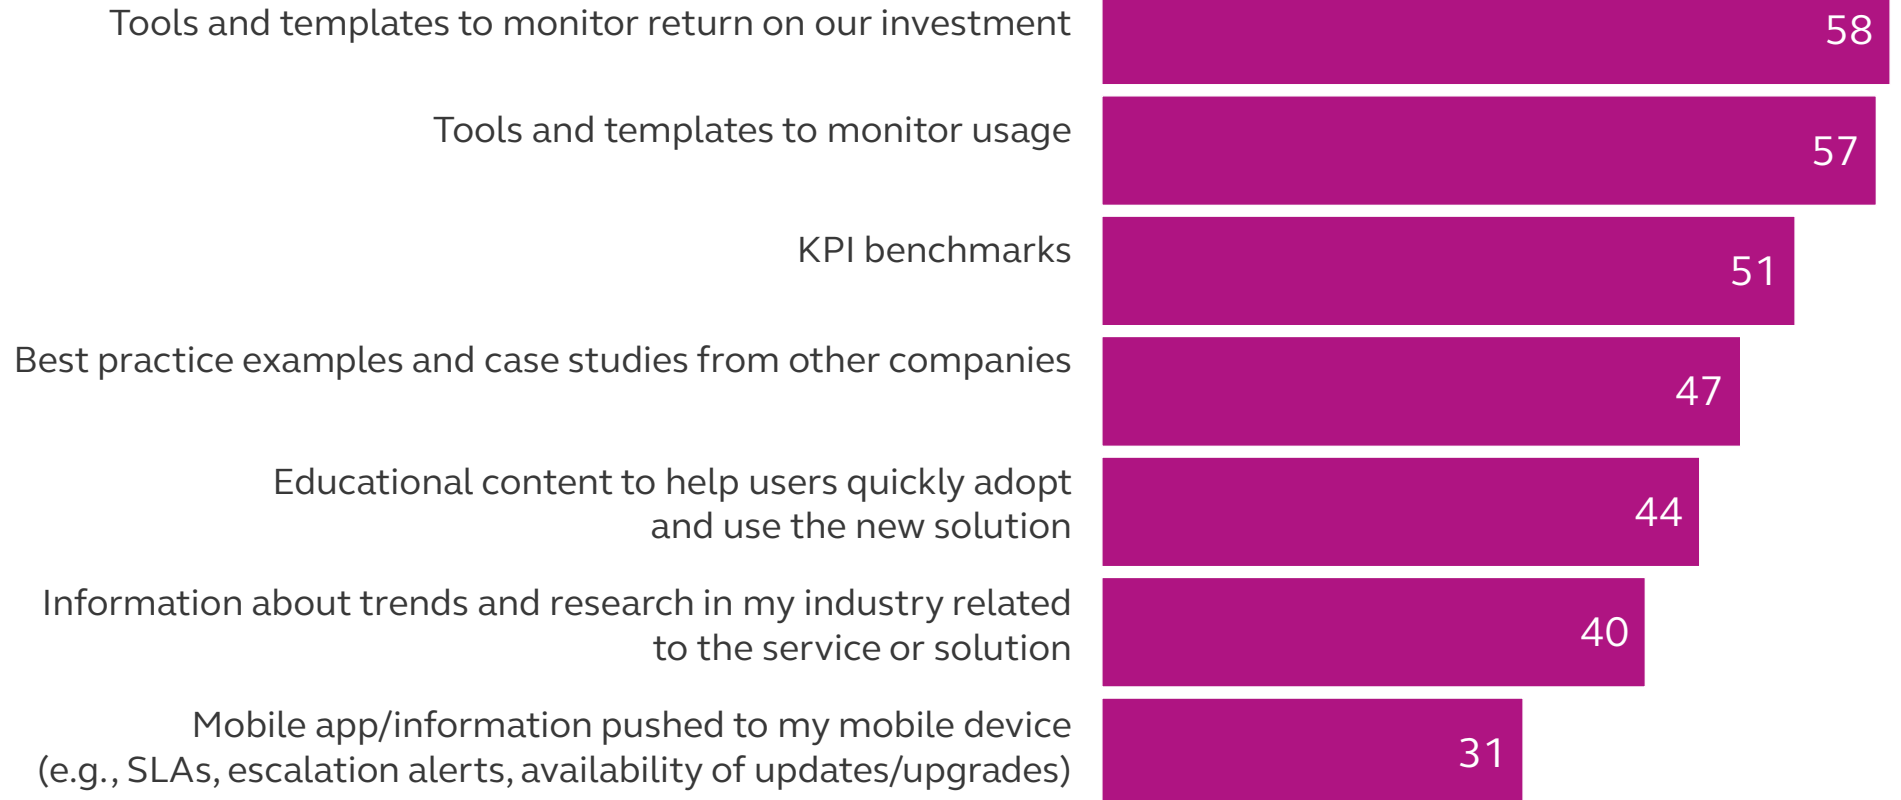 Tools and templates to monitor return on our investment
58
Tools and templates to monitor usage
57
KPI benchmarks
51
Best practice examples and case studies from other companies
47
Educational content to help users quickly adopt
and use the new solution
44
Information about trends and research in my industry related
to the service or solution
40
Mobile app/information pushed to my mobile device
(e.g., SLAs, escalation alerts, availability of updates/upgrades)
31